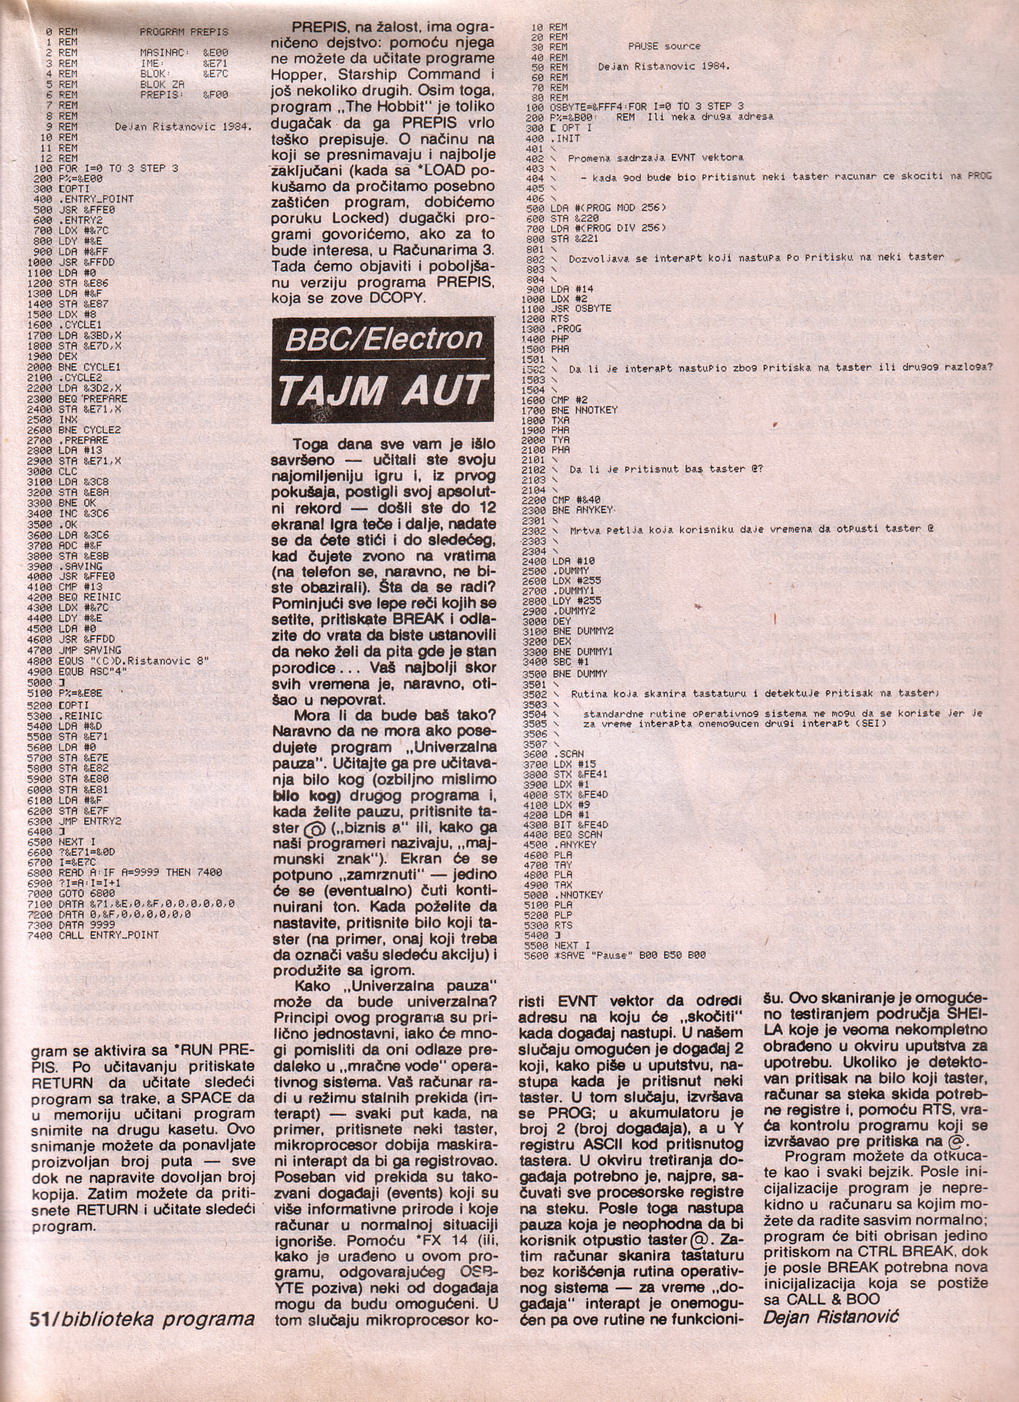 0 REM PROGRAM PREPIS
1 REM
2 REM MASINAC: &E00
3 REM IME: &E71
4 REM BLOK: &E7C
5 REM BLOK ZA
6 REM PREPIS: &F00
7 REM
8 REM
9 REM Dejan Ristanovic 1984.
10 REM
11 REM
12 REM
100 FOR I=0 TO 3 STEP 3
200 P%=&E00
300 [OPTI
400 .ENTRY_POINT
500 JSR &FFE0
600 .ENTRY2
700 LDX #&7C
800 LDY #&E
900 LDA #&FF
1000 JSR &FFDD
1100 LDA #0
1200 STA &E86
1300 LDA #&F
1400 STA &E87
1500 LDX #8
1600 .CYCLE1
1700 LDA &3BD,X
1800 STA &E7D,X
1900 DEX
2000 BNE CYCLE1
2100 .CYCLE2
2200 LDA &3D2,X
2300 BEQ PREPARE
2400 STA &E71,X
2500 INX
2600 BNE CYCLE2
2700 .PREPARE
2800 LDA #13
2900 STA &E71,X
3000 CLC
3100 LDA &3C8
3200 STA &E8A
3300 BNE OK
3400 INC &3C6
3500 .OK
3600 LDA &3C6
3700 ADC #&F
3800 STA &E8B
3900 .SAVING
4000 JSR &FFE0
4100 CMP #13
4200 BEQ REINIC
4300 LDX #&7C
4400 LDY #&E
4500 LDA #0
4600 JSR &FFDD
4700 JMP SAVING
4800 EQUS "(C)D.Ristanovic 8"
4900 EQUB ASC"4"
5000 ]
5100 P%=&E8E
5200 [OPTI
5300 .REINIC
5400 LDA #&D
5500 STA &E71
5600 LDA #0
5700 STA &E7E
5800 STA &E82
5900 STA &E80
6000 STA &E81
6100 LDA #&F
6200 STA &E7F
6300 JMP ENTRY2
6400 ]
6500 NEXT I
6600 ?&E71=&0D
6700 I=&E7C
6800 READ A:IF A=9999 THEN 7400
6900 ?I=A:I=I+1
7000 GOTO 6800
7100 DATA &71,&E,0,&F,0,0,0,0,0,0
7200 DATA 0,&F,0,0,0,0,0,0
7300 DATA 9999
7400 CALL ENTRY_POINT
gram se aktivira sa *RUN PRE-
PIS. Po učitavanju pritiskate
RETURN da učitate sledeći
program sa trake, a SPACE da
u memoriju učitani program
snimite na drugu kasetu. Ovo
snimanje možete da ponavljate
proizvoljan broj puta — sve
dok ne napravite dovoljan broj
kopija. Zatim možete da priti-
snete RETURN i učitate sledeći
program.
PREPIS, na žalost, ima ogra-
ničeno dejstvo: pomoću njega
ne možete da učitate programe
Hopper, Starship Command i
još nekoliko drugih. Osim toga,
program „The Hobbit" je toliko
dugačak da ga PREPIS vrlo
teško prepisuje. O načinu na
koji se presnimavaju i najbolje
zaključani (kada sa *LOAD po-
kušamo da pročitamo posebno
zaštićen program, dobićemo
poruku Locked) dugački pro-
grami govorićemo, ako za to
bude interesa, u Računarima 3.
Tada ćemo objaviti i poboljša-
nu verziju programa PREPIS,
koja se zove DCOPY.
BBC/Electron
TAJM AUT
Toga dana sve vam je išlo
savršeno — učitali ste svoju
najomiljeniju igru i, iz prvog
pokušaja, postigli svoj apsolut-
ni rekord — došli ste do 12
ekrana! Igra teče i dalje, nadate
se da ćete stići i do sledećeg,
kad čujete zvono na vratima
(na telefon se, naravno, ne bi-
ste obazirali). Šta da se radi?
Pominjući sve lepe reči kojih se
setite, pritiskate BREAK i odla-
zite do vrata da biste ustanovili
da neko želi da pita gde je stan
porodice... Vaš najbolji skor
svih vremena je, naravno, oti-
šao u nepovrat.
Mora li da bude baš tako?
Naravno da ne mora ako pose-
dujete program „Univerzalna
pauza". Učitajte ga pre učitava-
nja bilo kog (ozbiljno mislimo
bilo kog) drugog programa i,
kada želite pauzu, pritisnite ta-
ster @ („biznis a" ili, kako ga
naši programeri nazivaju, „maj-
munski znak"). Ekran će se
potpuno „zamrznuti" — jedino
će se (eventualno) čuti konti-
nuirani ton. Kada poželite da
nastavite, pritisnite bilo koji ta-
ster (na primer, onaj koji treba
da označi vašu sledeću akciju) i
produžite sa igrom.
Kako „Univerzalna pauza"
može da bude univerzalna?
Principi ovog programa su pri-
lično jednostavni, iako će mno-
gi pomisliti da oni odlaze pre-
daleko u „mračne vode" opera-
tivnog sistema. Vaš računar ra-
di u režimu stalnih prekida (in-
terapt) — svaki put kada, na
primer, pritisnete neki taster,
mikroprocesor dobija maskira-
ni interapt da bi ga registrovao.
Poseban vid prekida su tako-
zvani događaji (events) koji su
više informativne prirode i koje
računar u normalnoj situaciji
ignoriše. Pomoću *FX 14 (ili,
kako je urađeno u ovom pro-
gramu, odgovarajućeg OSB-
YTE poziva) neki od događaja
mogu da budu omogućeni. U
tom slučaju mikroprocesor ko-
10 REM
20 REM
30 REM PAUSE source
40 REM
50 REM Dejan Ristanovic 1984.
60 REM
70 REM
80 REM
100 OSBYTE=&FFF4:FOR I=0 TO 3 STEP 3
200 P%=&B00: REM Ili neka druga adresa
300 [ OPT I
400 .INIT
401 \
402 \ Promena sadrzaja EVNT vektora
403 \
404 \ - kada god bude bio pritisnut neki taster racunar ce skociti na PROG
405 \
406 \
500 LDA #(PROG MOD 256)
600 STA &220
700 LDA #(PROG DIV 256)
800 STA &221
801 \
802 \ Dozvoljava se interapt koji nastupa po pritisku na neki taster
803 \
804 \
900 LDA #14
1000 LDX #2
1100 JSR OSBYTE
1200 RTS
1300 .PROG
1400 PHP
1500 PHA
1501 \
1502 \ Da li je interapt nastupio zbog pritiska na taster ili drugog razloga?
1503 \
1504 \
1600 CMP #2
1700 BNE NNOTKEY
1800 TXA
1900 PHA
2000 TYA
2100 PHA
2101 \
2102 \ Da li je pritisnut bas taster @?
2103 \
2104 \
2200 CMP #&40
2300 BNE ANYKEY
2301 \
2302 \ Mrtva petlja koja korisniku daje vremena da otpusti taster @
2303 \
2304 \
2400 LDA #10
2500 .DUMMY
2600 LDX #255
2700 .DUMMY1
2800 LDY #255
2900 .DUMMY2
3000 DEY
3100 BNE DUMMY2
3200 DEX
3300 BNE DUMMY1
3400 SBC #1
3500 BNE DUMMY
3501 \
3502 \ Rutina koja skanira tastaturu i detektuje pritisak na taster;
3503 \
3504 \ standardne rutine operativnog sistema ne mogu da se koriste jer je
3505 \ za vreme interapta onemogucen drugi interapt (SEI)
3506 \
3507 \
3600 .SCAN
3700 LDX #15
3800 STX &FE41
3900 LDX #1
4000 STX &FE4D
4100 LDX #9
4200 LDA #1
4300 BIT &FE4D
4400 BEQ SCAN
4500 .ANYKEY
4600 PLA
4700 TAY
4800 PLA
4900 TAX
5000 .NNOTKEY
5100 PLA
5200 PLP
5300 RTS
5400 ]
5500 NEXT I
5600 *SAVE "Pause" B00 B50 B00
risti EVNT vektor da odredi
adresu na koju će „skočiti"
kada događaj nastupi. U našem
slučaju omogućen je događaj 2
koji, kako piše u uputstvu, na-
stupa kada je pritisnut neki
taster. U tom slučaju, izvršava
se PROG; u akumulatoru je
broj 2 (broj događaja), a u Y
registru ASCII kod pritisnutog
tastera. U okviru tretiranja do-
gađaja potrebno je, najpre, sa-
čuvati sve procesorske registre
na steku. Posle toga nastupa
pauza koja je neophodna da bi
korisnik otpustio taster @. Za-
tim računar skanira tastaturu
bez korišćenja rutina operativ-
nog sistema — za vreme „do-
gađaja" interapt je onemogu-
ćen pa ove rutine ne funkcioni-
šu. Ovo skaniranje je omoguće-
no testiranjem područja SHEI-
LA koje je veoma nekompletno
obrađeno u okviru uputstva za
upotrebu. Ukoliko je detekto-
van pritisak na bilo koji taster,
računar sa steka skida potreb-
ne registre i, pomoću RTS, vra-
ća kontrolu programu koji se
izvršavao pre pritiska na @.
Program možete da otkuca-
te kao i svaki bejzik. Posle ini-
cijalizacije program je nepre-
kidno u računaru sa kojim mo-
žete da radite sasvim normalno;
program će biti obrisan jedino
pritiskom na CTRL BREAK, dok
je posle BREAK potrebna nova
inicijalizacija koja se postiže
sa CALL & BOO
Dejan Ristanović
51/biblioteka programa